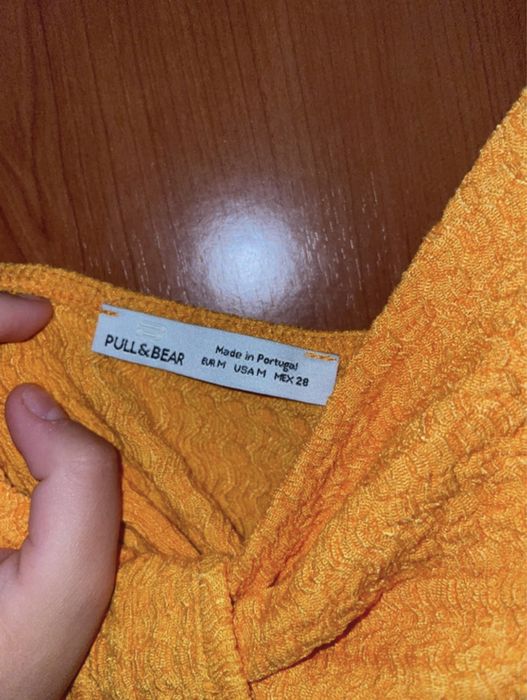 PULL&BEAR
Made in Portugal
EUR M USA M MEX 28